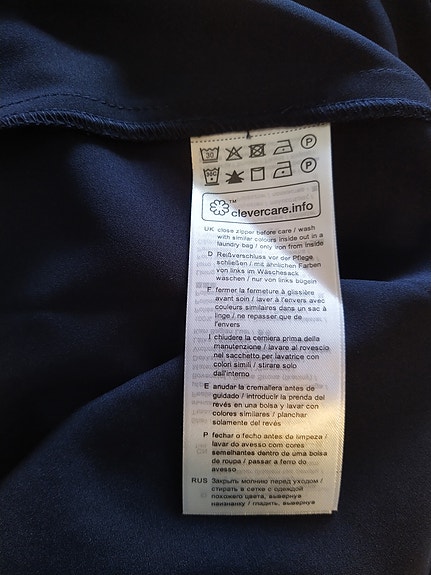 30 P
30C P
TM
clevercare.info
UK close zipper before care / wash
with similar colours inside out in a
laundry bag / only iron from inside
D Reißverschluss vor der Pflege
schließen / mit ähnlichen Farben
von links im Wäschesack
waschen / nur von links bügeln
F fermer la fermeture à glissière
avant soin / laver à l'envers avec
couleurs similaires dans un sac à
linge / ne repasser que de
l'envers
I chiudere la cerniera prima della
manutenzione / lavare al rovescio
nel sacchetto per lavatrice con
colori simili / stirare solo
dall'interno
E anudar la cremallera antes de
guidado / introducir la prenda del
revés en una bolsa y lavar con
colores similares / planchar
solamente del revés
P fechar o fecho antes de limpeza /
lavar do avesso com cores
semelhantes dentro de uma bolsa
de roupa / passar a ferro do
avesso
RUS Закрыть молнию перед уходом /
стирать в сетке с одеждой
похожего цвета, вывернув
наизнанку / гладить, вывернув